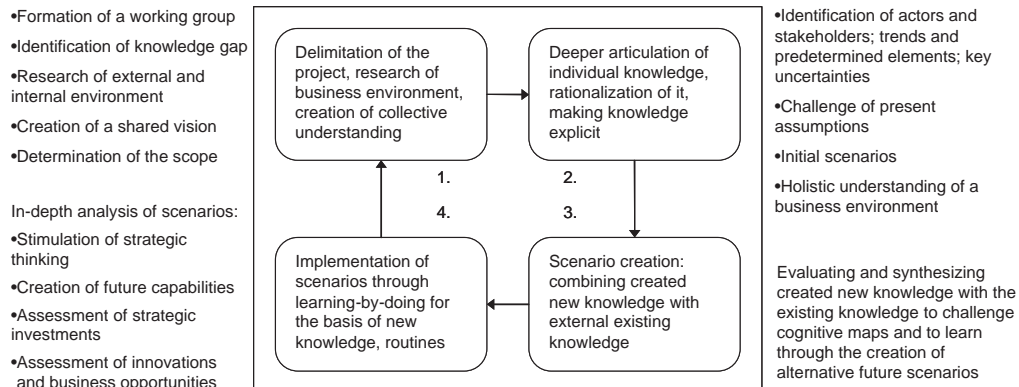 •Formation of a working group
•Identification of knowledge gap
•Research of external and
internal environment
•Creation of a shared vision
•Determination of the scope
In-depth analysis of scenarios:
•Stimulation of strategic
thinking
•Creation of future capabilities
•Assessment of strategic
investments
•Assessment of innovations
and business opportunities
Delimitation of the
project, research of
business environment,
creation of collective
understanding
Deeper articulation of
individual knowledge,
rationalization of it,
making knowledge
explicit
1.
2.
4.
3.
Implementation of
scenarios through
learning-by-doing for
the basis of new
knowledge, routines
Scenario creation:
combining created
new knowledge with
external existing
knowledge
•Identification of actors and
stakeholders; trends and
predetermined elements; key
uncertainties
•Challenge of present
assumptions
•Initial scenarios
•Holistic understanding of a
business environment
Evaluating and synthesizing
created new knowledge with the
existing knowledge to challenge
cognitive maps and to learn
through the creation of
alternative future scenarios